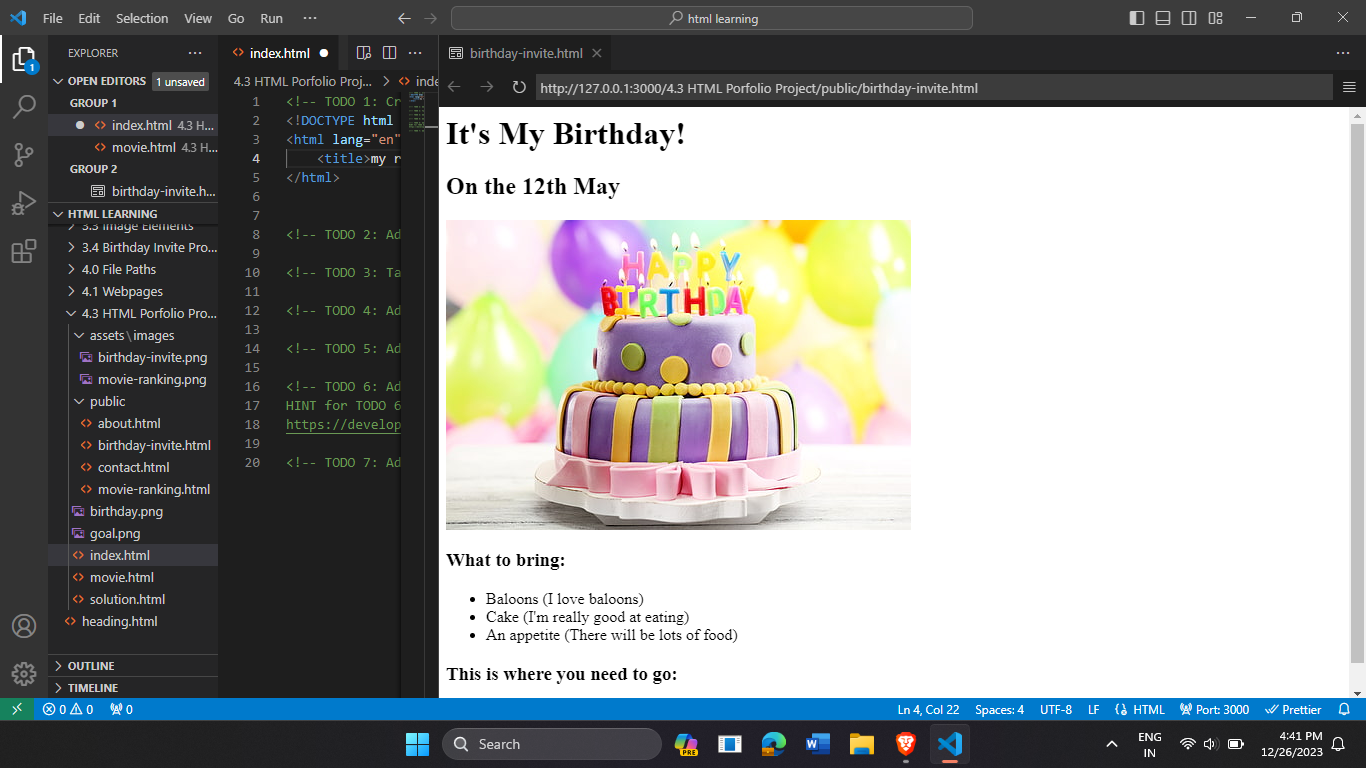 File Edit Selection View Go Run ··· html learning
EXPLORER ···
OPEN EDITORS 1 unsaved
GROUP 1
index.html 4.3 H...
movie.html 4.3 H...
GROUP 2
birthday-invite.h...
HTML LEARNING
3.3 Image Elements
3.4 Birthday Invite Pro...
4.0 File Paths
4.1 Webpages
4.3 HTML Porfolio Pro...
assets\images
birthday-invite.png
movie-ranking.png
public
about.html
birthday-invite.html
contact.html
movie-ranking.html
birthday.png
goal.png
index.html
movie.html
solution.html
heading.html
OUTLINE
TIMELINE
1
index.html ···
4.3 HTML Porfolio Proj... > inde
1 <!-- TODO 1: Cr
2 <!DOCTYPE html
3 <html lang="en"
4 <title>my r
5 </html>
6
7
8 <!-- TODO 2: Ad
9
10 <!-- TODO 3: Ta
11
12 <!-- TODO 4: Ad
13
14 <!-- TODO 5: Ad
15
16 <!-- TODO 6: Ad
17 HINT for TODO 6
18 https://develop
19
20 <!-- TODO 7: Ad
birthday-invite.html ···
http://127.0.0.1:3000/4.3 HTML Porfolio Project/public/birthday-invite.html
It's My Birthday!
On the 12th May
HAPPY
BIRTHDAY
What to bring:
• Baloons (I love baloons)
• Cake (I'm really good at eating)
• An appetite (There will be lots of food)
This is where you need to go:
0 0 0 Ln 4, Col 22 Spaces: 4 UTF-8 LF HTML Port: 3000 Prettier
Search
PRE
W
ENG
IN
4:41 PM
12/26/2023